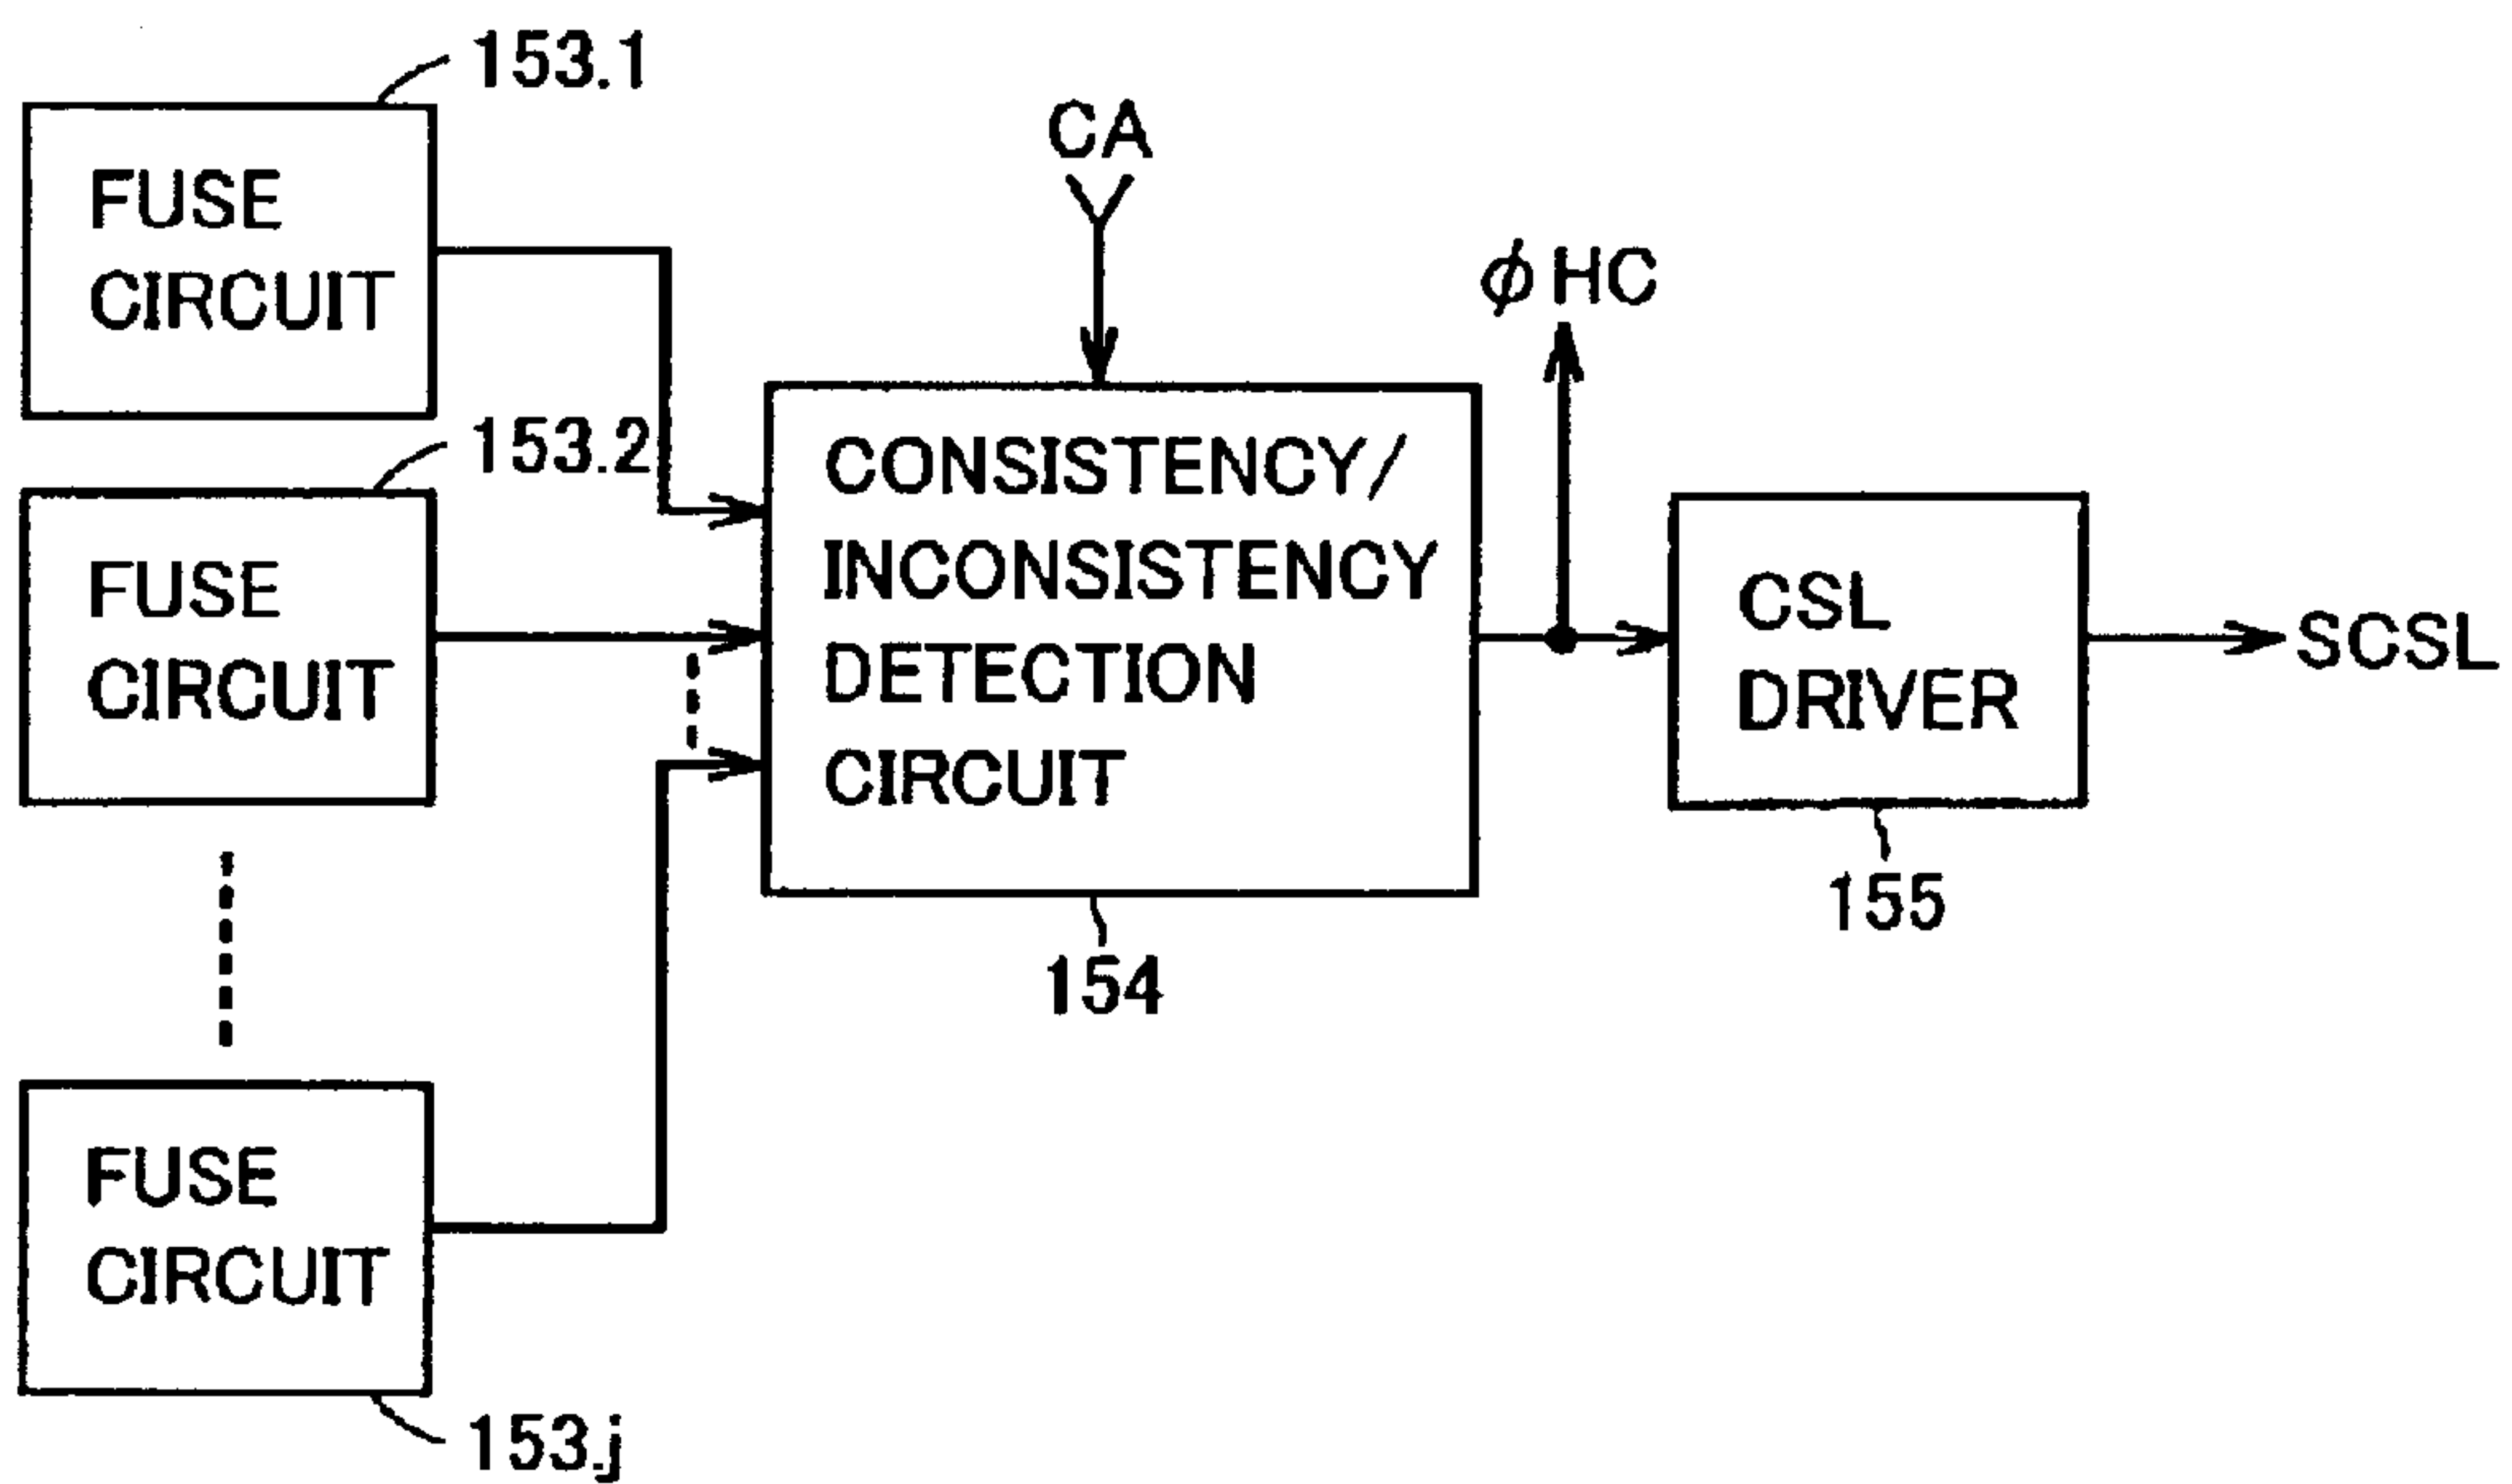 153.1
FUSE
CIRCUIT
CA
φHC
153.2
FUSE
CIRCUIT
CONSISTENCY/
INCONSISTENCY
DETECTION
CIRCUIT
CSL
DRIVER
SCSL
155
154
FUSE
CIRCUIT
153.j